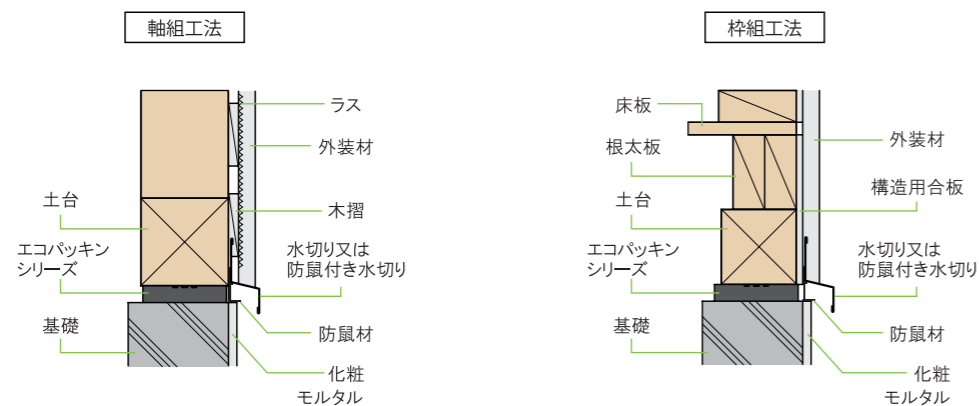 軸組工法
ラス
外装材
土台
木摺
エコパッキン
シリーズ
水切り又は
防鼠付き水切り
基礎
防鼠材
化粧
モルタル
枠組工法
床板
外装材
根太板
構造用合板
土台
エコパッキン
シリーズ
水切り又は
防鼠付き水切り
基礎
防鼠材
化粧
モルタル